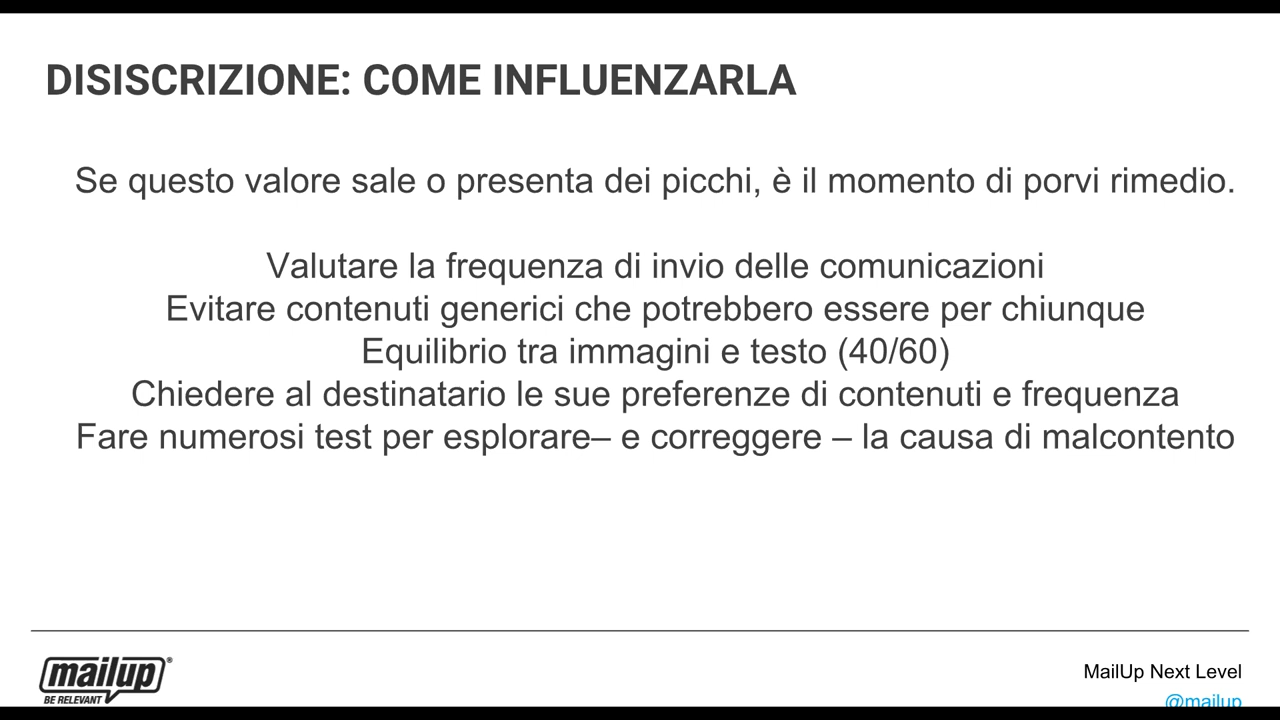 DISISCRIZIONE: COME INFLUENZARLA
Se questo valore sale o presenta dei picchi, è il momento di porvi rimedio.
Valutare la frequenza di invio delle comunicazioni
Evitare contenuti generici che potrebbero essere per chiunque
Equilibrio tra immagini e testo (40/60)
Chiedere al destinatario le sue preferenze di contenuti e frequenza
Fare numerosi test per esplorare– e correggere – la causa di malcontento
mailup®
BE RELEVANT
MailUp Next Level
@mailup